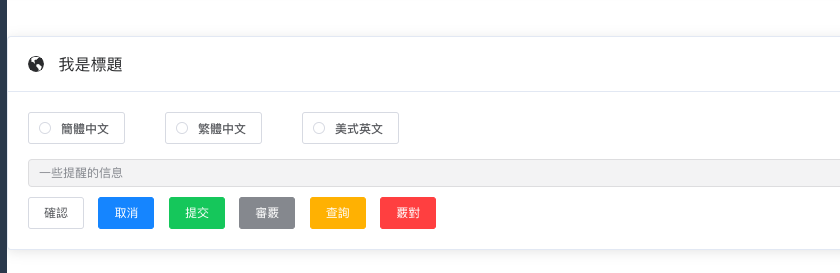 我是標題
簡體中文 繁體中文 美式英文
一些提醒的信息
確認 取消 提交 審覈 查詢 覈對